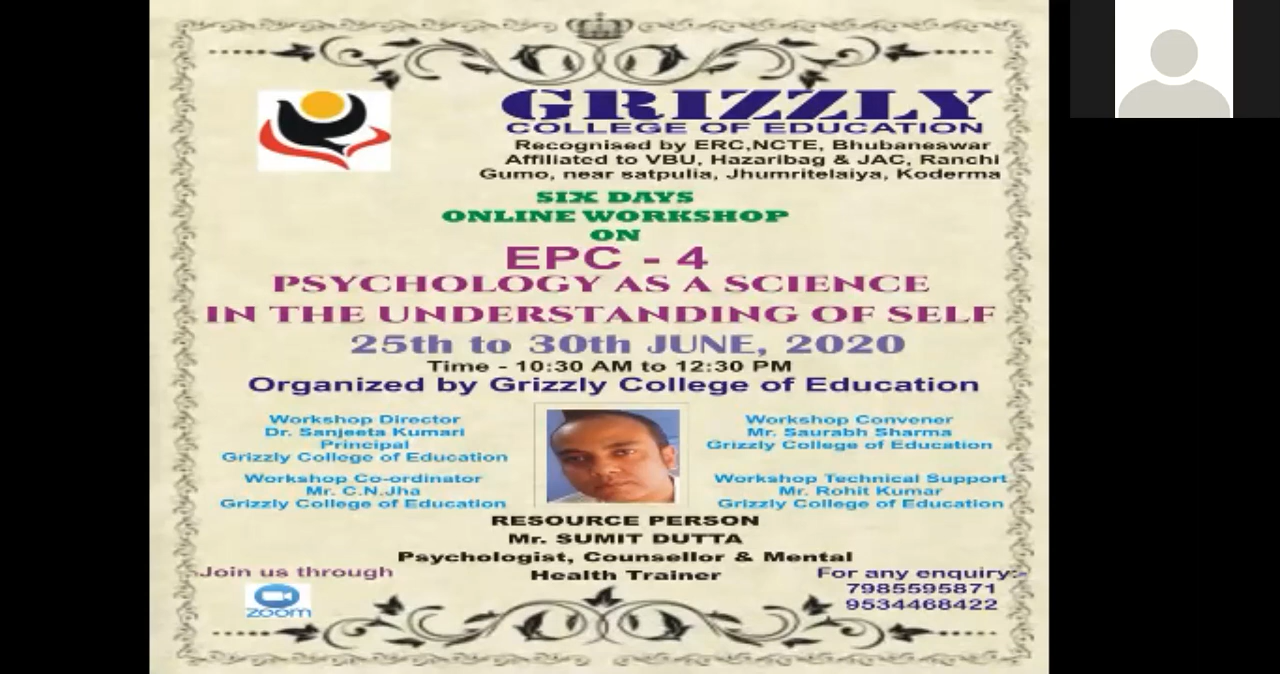 GRIZZLY
COLLEGE OF EDUCATION
Recognised by ERC,NCTE, Bhubaneswar
Affiliated to VBU, Hazaribag & JAC, Ranchi
Gumo, near satpulia, Jhumritelaiya, Koderma
SIX DAYS
ONLINE WORKSHOP
ON
EPC - 4
PSYCHOLOGY AS A SCIENCE
IN THE UNDERSTANDING OF SELF
25th to 30th JUNE, 2020
Time - 10:30 AM to 12:30 PM
Organized by Grizzly College of Education
Workshop Director
Dr. Sanjeeta Kumari
Principal
Grizzly College of Education
Workshop Convener
Mr. Saurabh Sharma
Grizzly College of Education
Workshop Co-ordinator
Mr. C.N.Jha
Grizzly College of Education
Workshop Technical Support
Mr. Rohit Kumar
Grizzly College of Education
RESOURCE PERSON
Mr. SUMIT DUTTA
Psychologist, Counsellor & Mental
Health Trainer
Join us through
zoom
For any enquiry:-
7985595871
9534468422